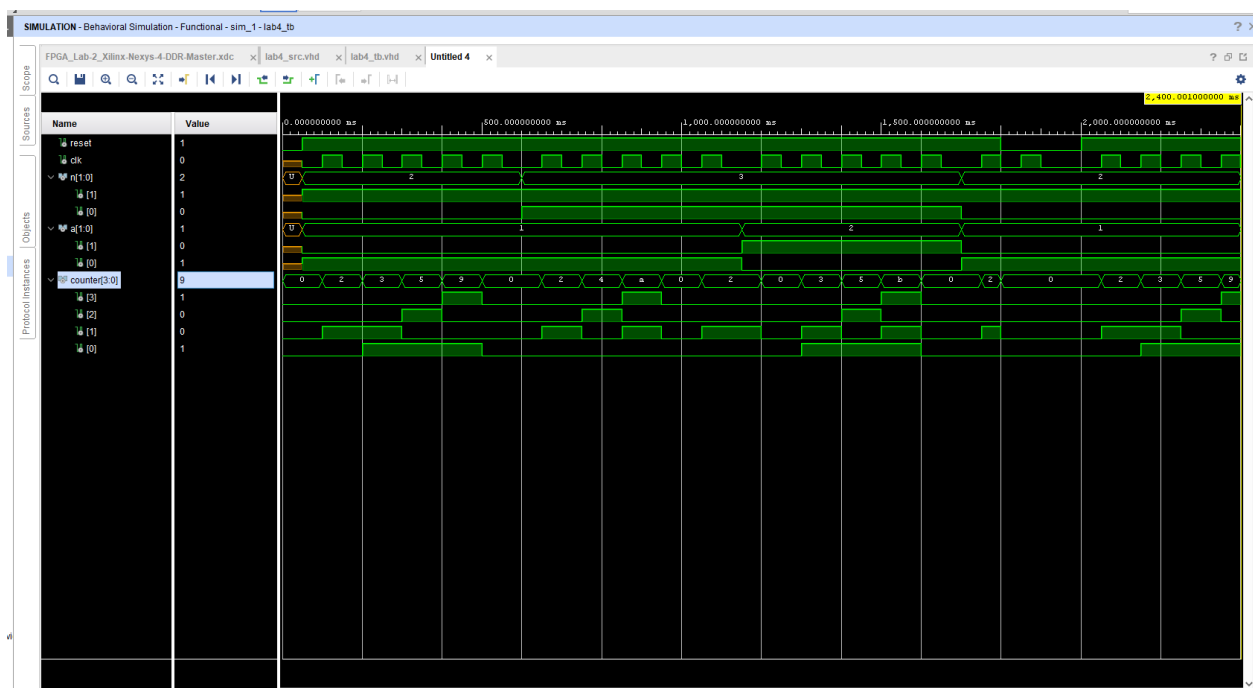 SIMULATION - Behavioral Simulation - Functional - sim_1 - lab4_tb ?
FPGA_Lab-2_Xilinx-Nexys-4-DDR-Master.xdc × lab4_src.vhd × lab4_tb.vhd × Untitled 4 × ?
Scope
Sources
Objects
Protocol Instances
2,400.001000000 ms
Name Value 0.000000000 ms 500.000000000 ms 1,000.000000000 ms 1,500.000000000 ms 2,000.000000000 ms
reset 1
clk 0
n[1:0] 2 U 2 3 2
[1] 1
[0] 0
a[1:0] 1 U 1 2 1
[1] 0
[0] 1
counter[3:0] 9 0 2 3 5 9 0 2 4 a 0 2 0 3 5 b 0 2 0 2 3 5 9
[3] 1
[2] 0
[1] 0
[0] 1